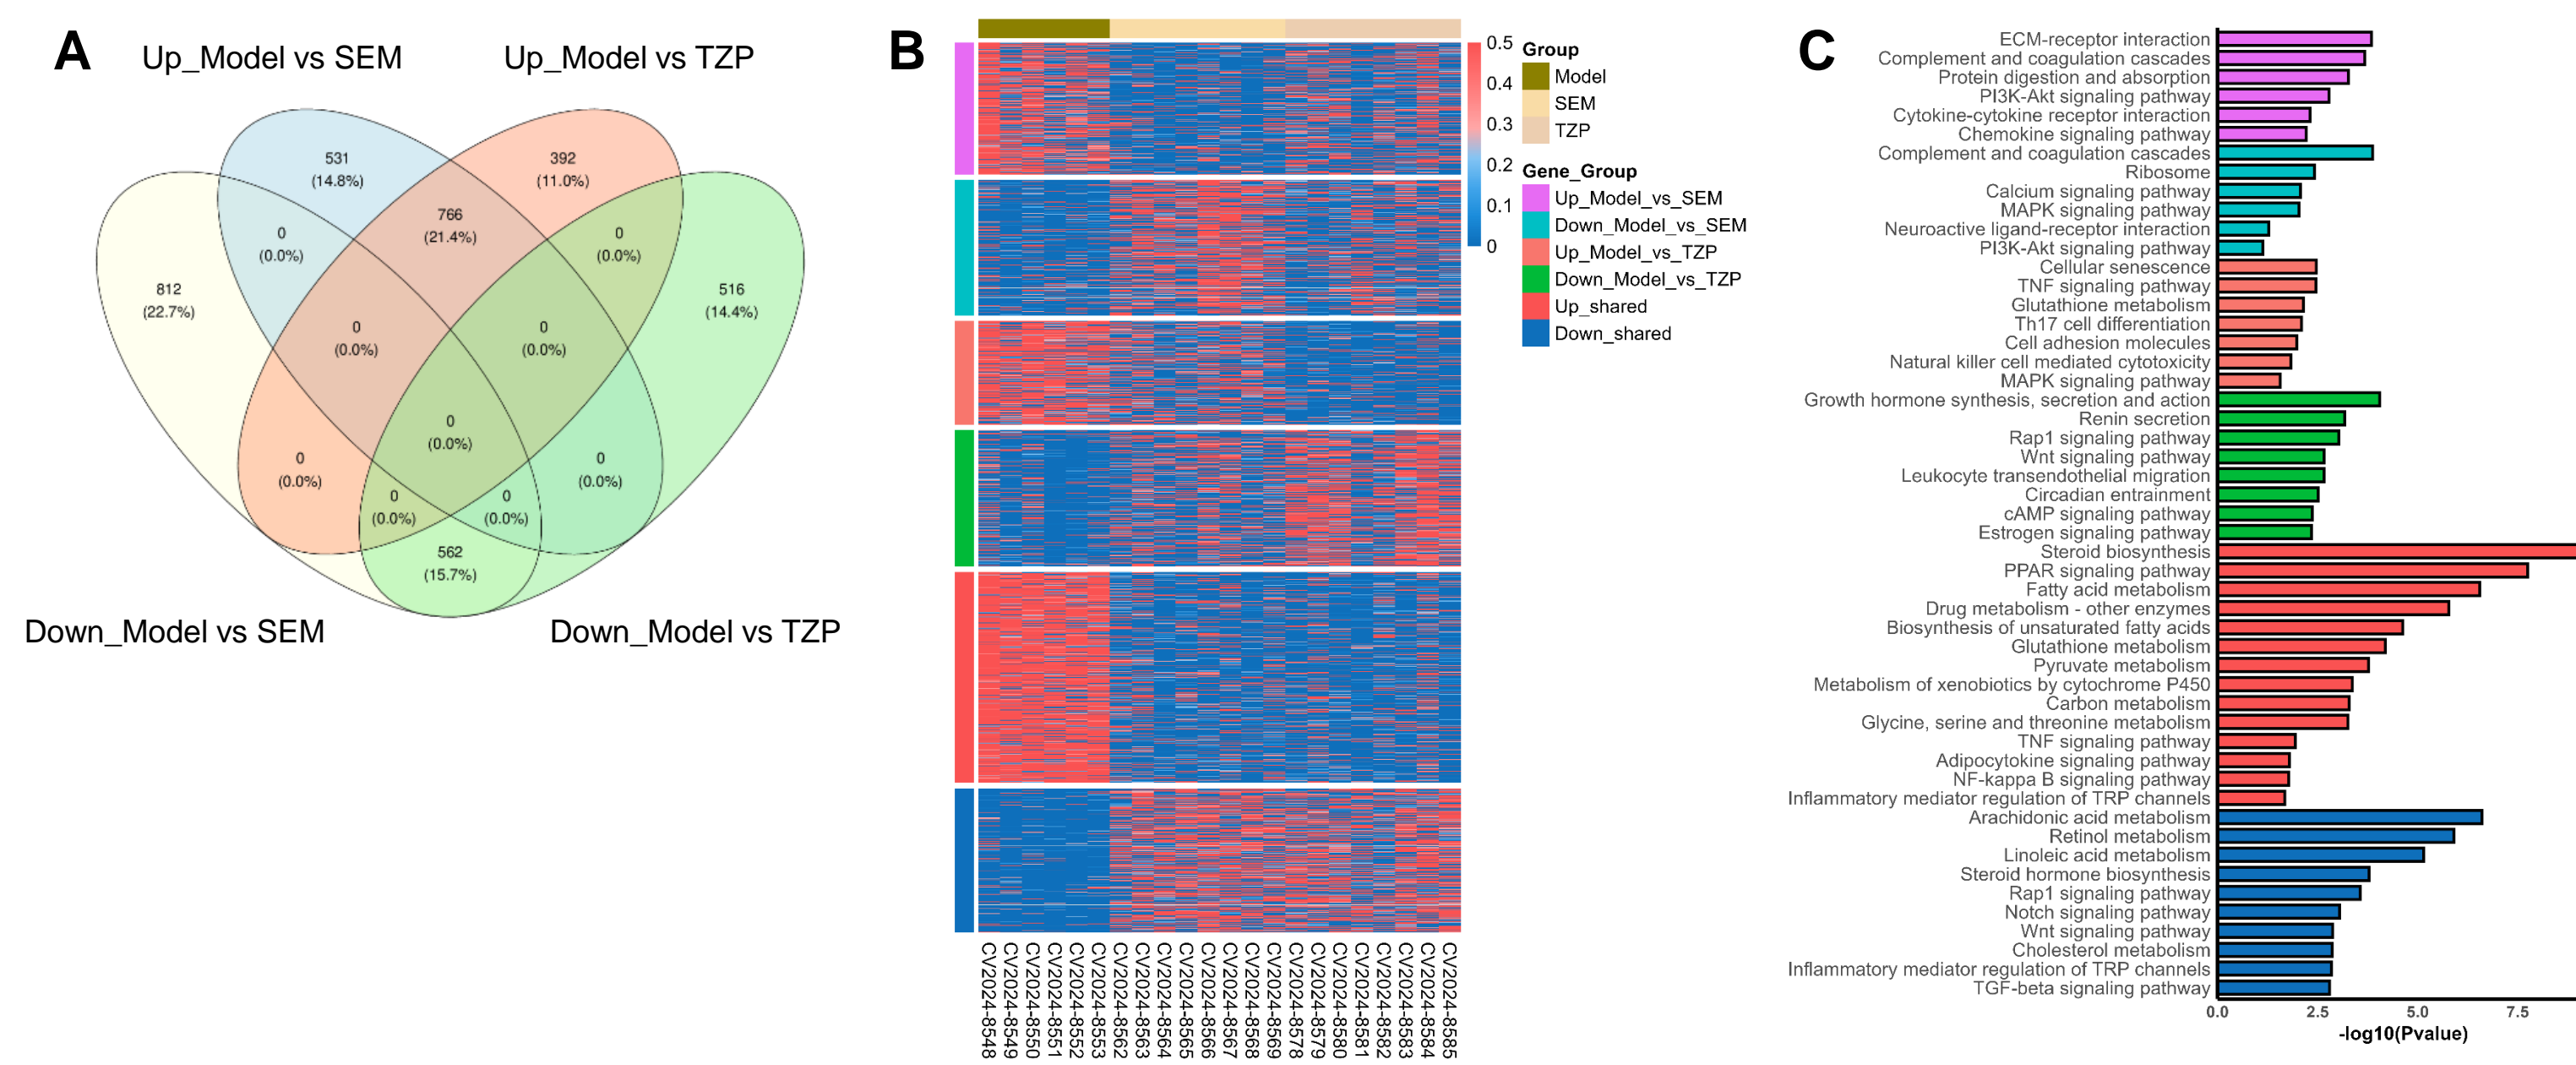 A
Up_Model vs SEM
Up_Model vs TZP
531
(14.8%)
392
(11.0%)
766
(21.4%)
0
(0.0%)
0
(0.0%)
812
(22.7%)
516
(14.4%)
0
(0.0%)
0
(0.0%)
0
(0.0%)
0
(0.0%)
0
(0.0%)
0
(0.0%)
0
(0.0%)
562
(15.7%)
Down_Model vs SEM
Down_Model vs TZP
B
0.5
0.4
0.3
0.2
0.1
0
Group
Model
SEM
TZP
Gene_Group
Up_Model_vs_SEM
Down_Model_vs_SEM
Up_Model_vs_TZP
Down_Model_vs_TZP
Up_shared
Down_shared
CV2024-8548
CV2024-8549
CV2024-8550
CV2024-8551
CV2024-8552
CV2024-8553
CV2024-8562
CV2024-8563
CV2024-8564
CV2024-8565
CV2024-8566
CV2024-8567
CV2024-8568
CV2024-8569
CV2024-8578
CV2024-8579
CV2024-8580
CV2024-8581
CV2024-8582
CV2024-8583
CV2024-8584
CV2024-8585
C
ECM-receptor interaction
Complement and coagulation cascades
Protein digestion and absorption
PI3K-Akt signaling pathway
Cytokine-cytokine receptor interaction
Chemokine signaling pathway
Complement and coagulation cascades
Ribosome
Calcium signaling pathway
MAPK signaling pathway
Neuroactive ligand-receptor interaction
PI3K-Akt signaling pathway
Cellular senescence
TNF signaling pathway
Glutathione metabolism
Th17 cell differentiation
Cell adhesion molecules
Natural killer cell mediated cytotoxicity
MAPK signaling pathway
Growth hormone synthesis, secretion and action
Renin secretion
Rap1 signaling pathway
Wnt signaling pathway
Leukocyte transendothelial migration
Circadian entrainment
cAMP signaling pathway
Estrogen signaling pathway
Steroid biosynthesis
PPAR signaling pathway
Fatty acid metabolism
Drug metabolism - other enzymes
Biosynthesis of unsaturated fatty acids
Glutathione metabolism
Pyruvate metabolism
Metabolism of xenobiotics by cytochrome P450
Carbon metabolism
Glycine, serine and threonine metabolism
TNF signaling pathway
Adipocytokine signaling pathway
NF-kappa B signaling pathway
Inflammatory mediator regulation of TRP channels
Arachidonic acid metabolism
Retinol metabolism
Linoleic acid metabolism
Steroid hormone biosynthesis
Rap1 signaling pathway
Notch signaling pathway
Wnt signaling pathway
Cholesterol metabolism
Inflammatory mediator regulation of TRP channels
TGF-beta signaling pathway
0.0
2.5
5.0
7.5
-log10(Pvalue)